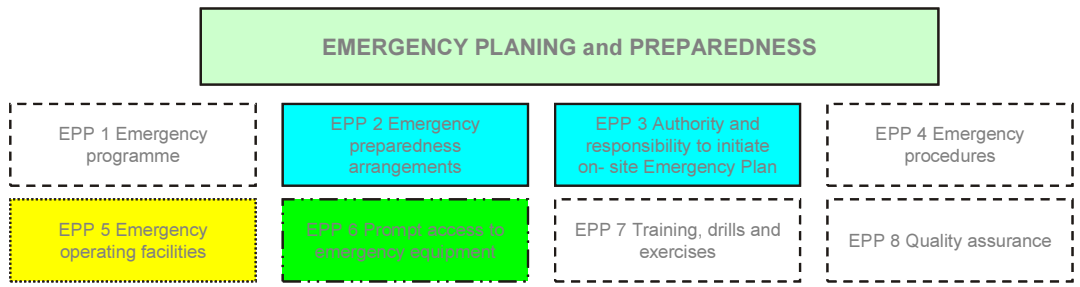 EMERGENCY PLANING and PREPAREDNESS
EPP 1 Emergency
programme
EPP 2 Emergency
preparedness
arrangements
EPP 3 Authority and
responsibility to initiate
on- site Emergency Plan
EPP 4 Emergency
procedures
EPP 5 Emergency
operating facilities
EPP 6 Prompt access to
emergency equipment
EPP 7 Training, drills and
exercises
EPP 8 Quality assurance